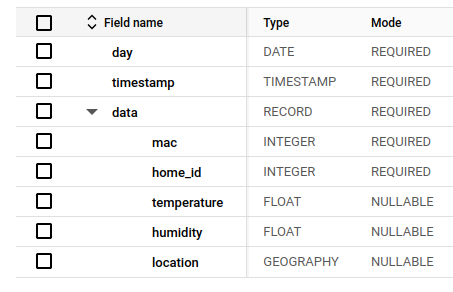 Field name Type Mode
day DATE REQUIRED
timestamp TIMESTAMP REQUIRED
data RECORD REQUIRED
mac INTEGER REQUIRED
home_id INTEGER REQUIRED
temperature FLOAT NULLABLE
humidity FLOAT NULLABLE
location GEOGRAPHY NULLABLE